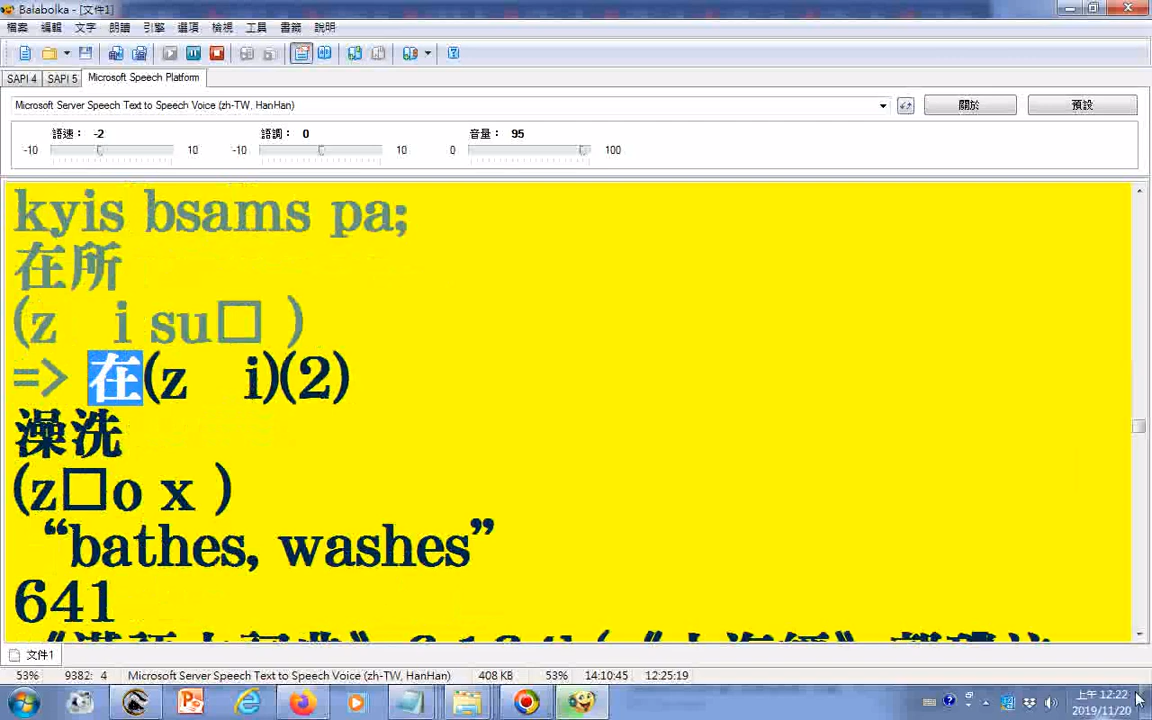 Balabolka - [文件1]
檔案 編輯 文字 朗讀 引擎 選項 檢視 工具 書籤 說明
SAPI 4 SAPI 5 Microsoft Speech Platform
Microsoft Server Speech Text to Speech Voice (zh-TW, HanHan) 關於 預設
語速： -2 語調： 0 音量： 95
-10 10 -10 10 0 100
kyis bsams pa;
在所
(z i su□ )
=> 在(z i)(2)
澡洗
(z□o x )
“bathes, washes”
641
文件1
53% 9382: 4 Microsoft Server Speech Text to Speech Voice (zh-TW, HanHan) 408 KB 53% 14:10:45 12:25:19
上午 12:22
2019/11/20